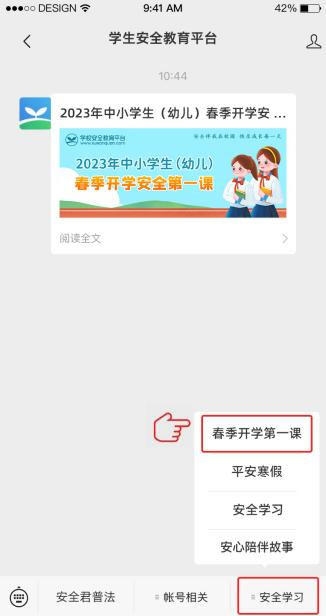 DESIGN
9:41 AM
42%
学生安全教育平台
10:44
2023年中小学生（幼儿）春季开学安 ...
学校安全教育平台
www.xueanquan.com
安全伴我在校园 快乐成长每一天
2023年中小学生(幼儿)
春季开学安全第一课
阅读全文
春季开学第一课
平安寒假
安全学习
安心陪伴故事
安全君普法
帐号相关
安全学习